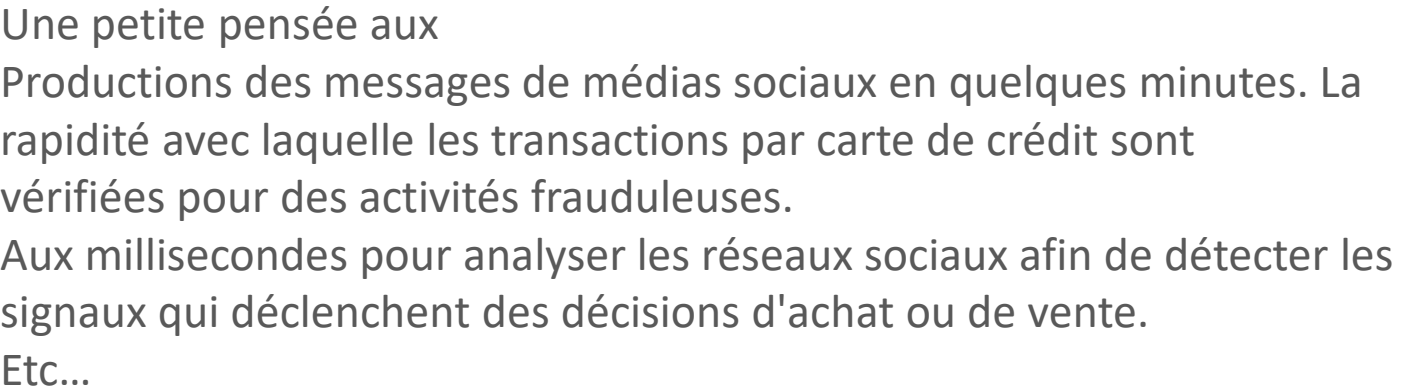 Une petite pensée aux
Productions des messages de médias sociaux en quelques minutes. La
rapidité avec laquelle les transactions par carte de crédit sont
vérifiées pour des activités frauduleuses.
Aux millisecondes pour analyser les réseaux sociaux afin de détecter les
signaux qui déclenchent des décisions d'achat ou de vente.
Etc…